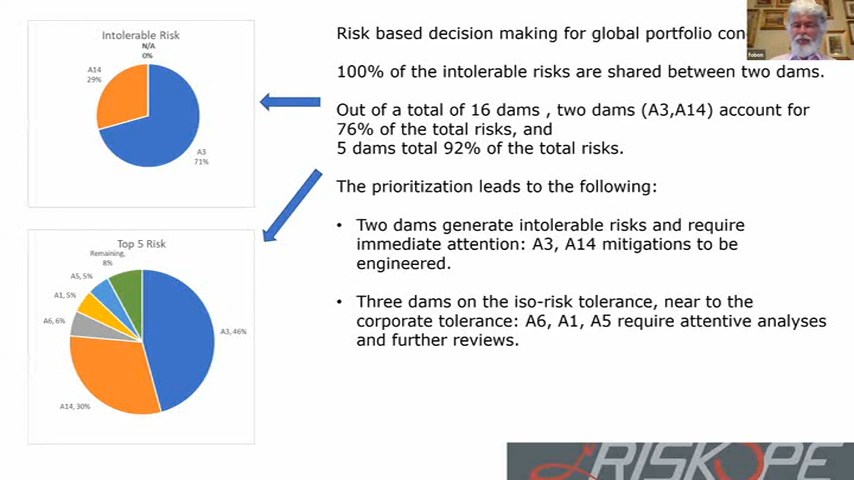 Intolerable Risk
N/A
0%
A14
29%
A3
71%
Risk based decision making for global portfolio
100% of the intolerable risks are shared between two dams.
Out of a total of 16 dams , two dams (A3,A14) account for
76% of the total risks, and
5 dams total 92% of the total risks.
The prioritization leads to the following:
• Two dams generate intolerable risks and require
immediate attention: A3, A14 mitigations to be
engineered.
• Three dams on the iso-risk tolerance, near to the
corporate tolerance: A6, A1, A5 require attentive analyses
and further reviews.
Top 5 Risk
Remaining,
8%
A5, 5%
A1, 5%
A6, 6%
A3, 46%
A14, 30%
RISKOPE